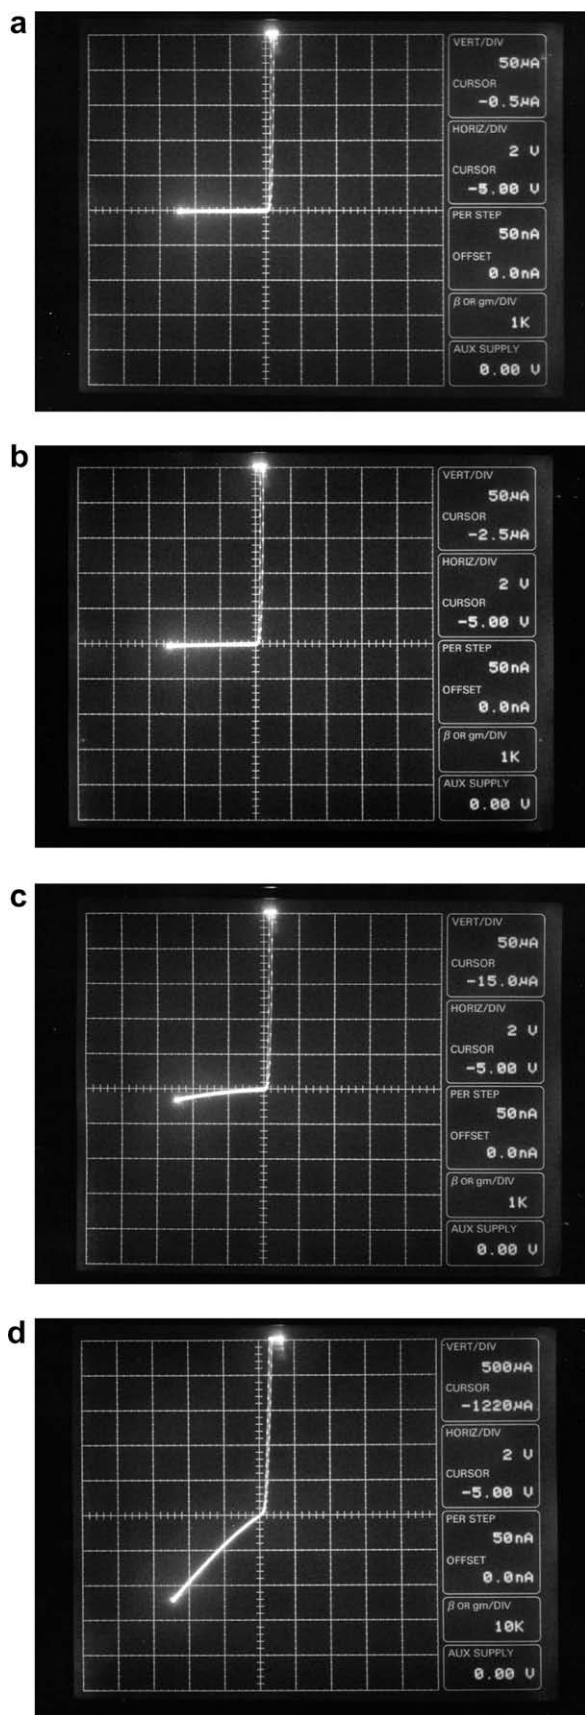 a
VERT/DIV
50µA
CURSOR
-0.5µA
HORIZ/DIV
2 V
CURSOR
-5.00 V
PER STEP
50nA
OFFSET
0.0nA
β OR gm/DIV
1K
AUX SUPPLY
0.00 V
b
VERT/DIV
50µA
CURSOR
-2.5µA
HORIZ/DIV
2 V
CURSOR
-5.00 V
PER STEP
50nA
OFFSET
0.0nA
β OR gm/DIV
1K
AUX SUPPLY
0.00 V
c
VERT/DIV
50µA
CURSOR
-15.0µA
HORIZ/DIV
2 V
CURSOR
-5.00 V
PER STEP
50nA
OFFSET
0.0nA
β OR gm/DIV
1K
AUX SUPPLY
0.00 V
d
VERT/DIV
500µA
CURSOR
-1220µA
HORIZ/DIV
2 V
CURSOR
-5.00 V
PER STEP
50nA
OFFSET
0.0nA
β OR gm/DIV
10K
AUX SUPPLY
0.00 V